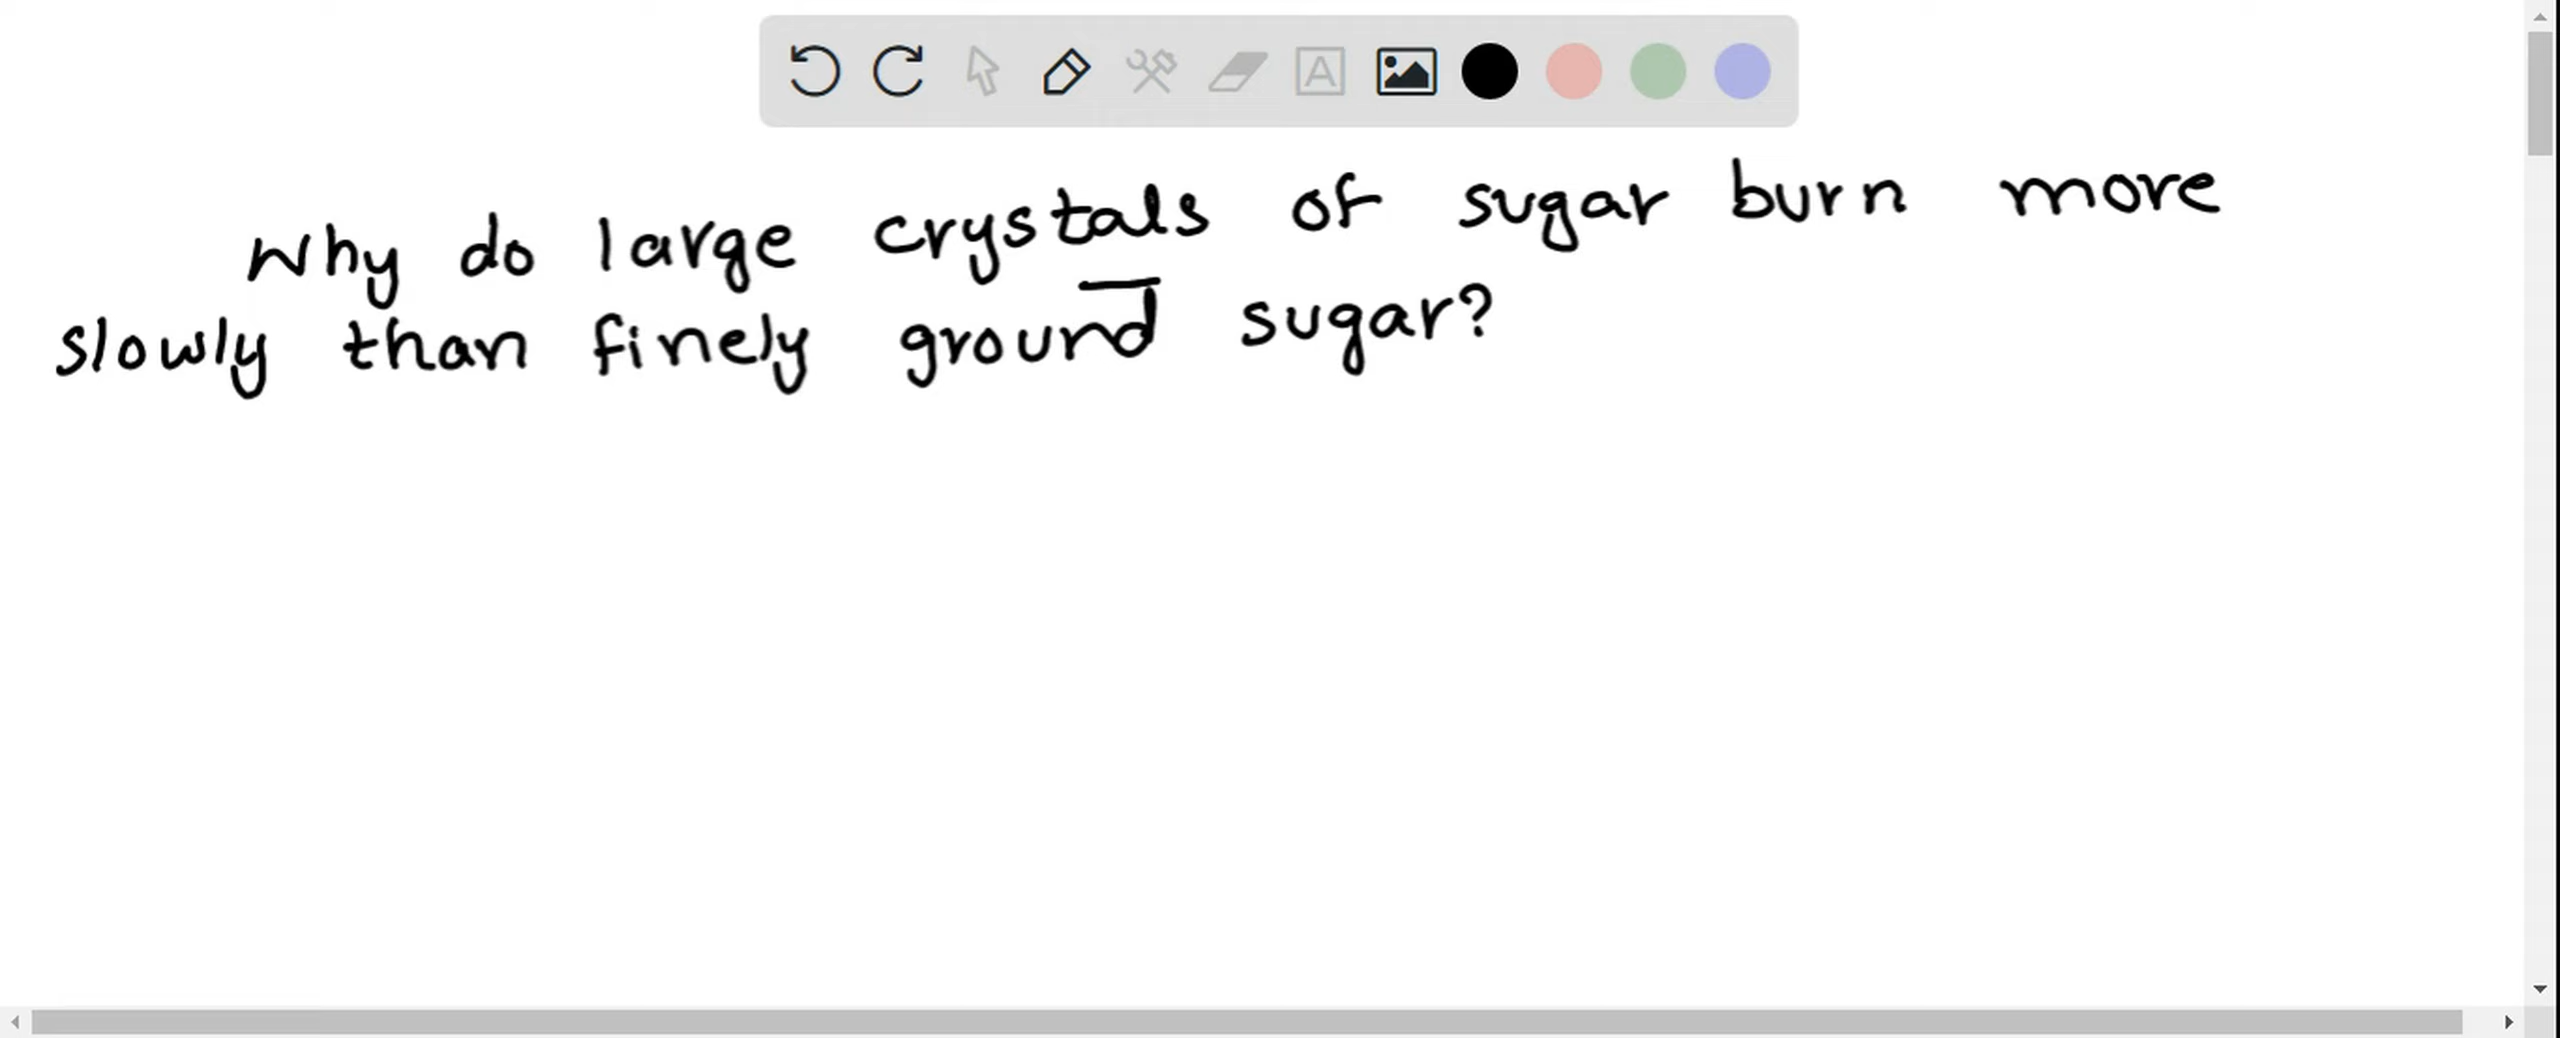 A
Why do large crystals of sugar burn more
slowly than finely ground sugar?